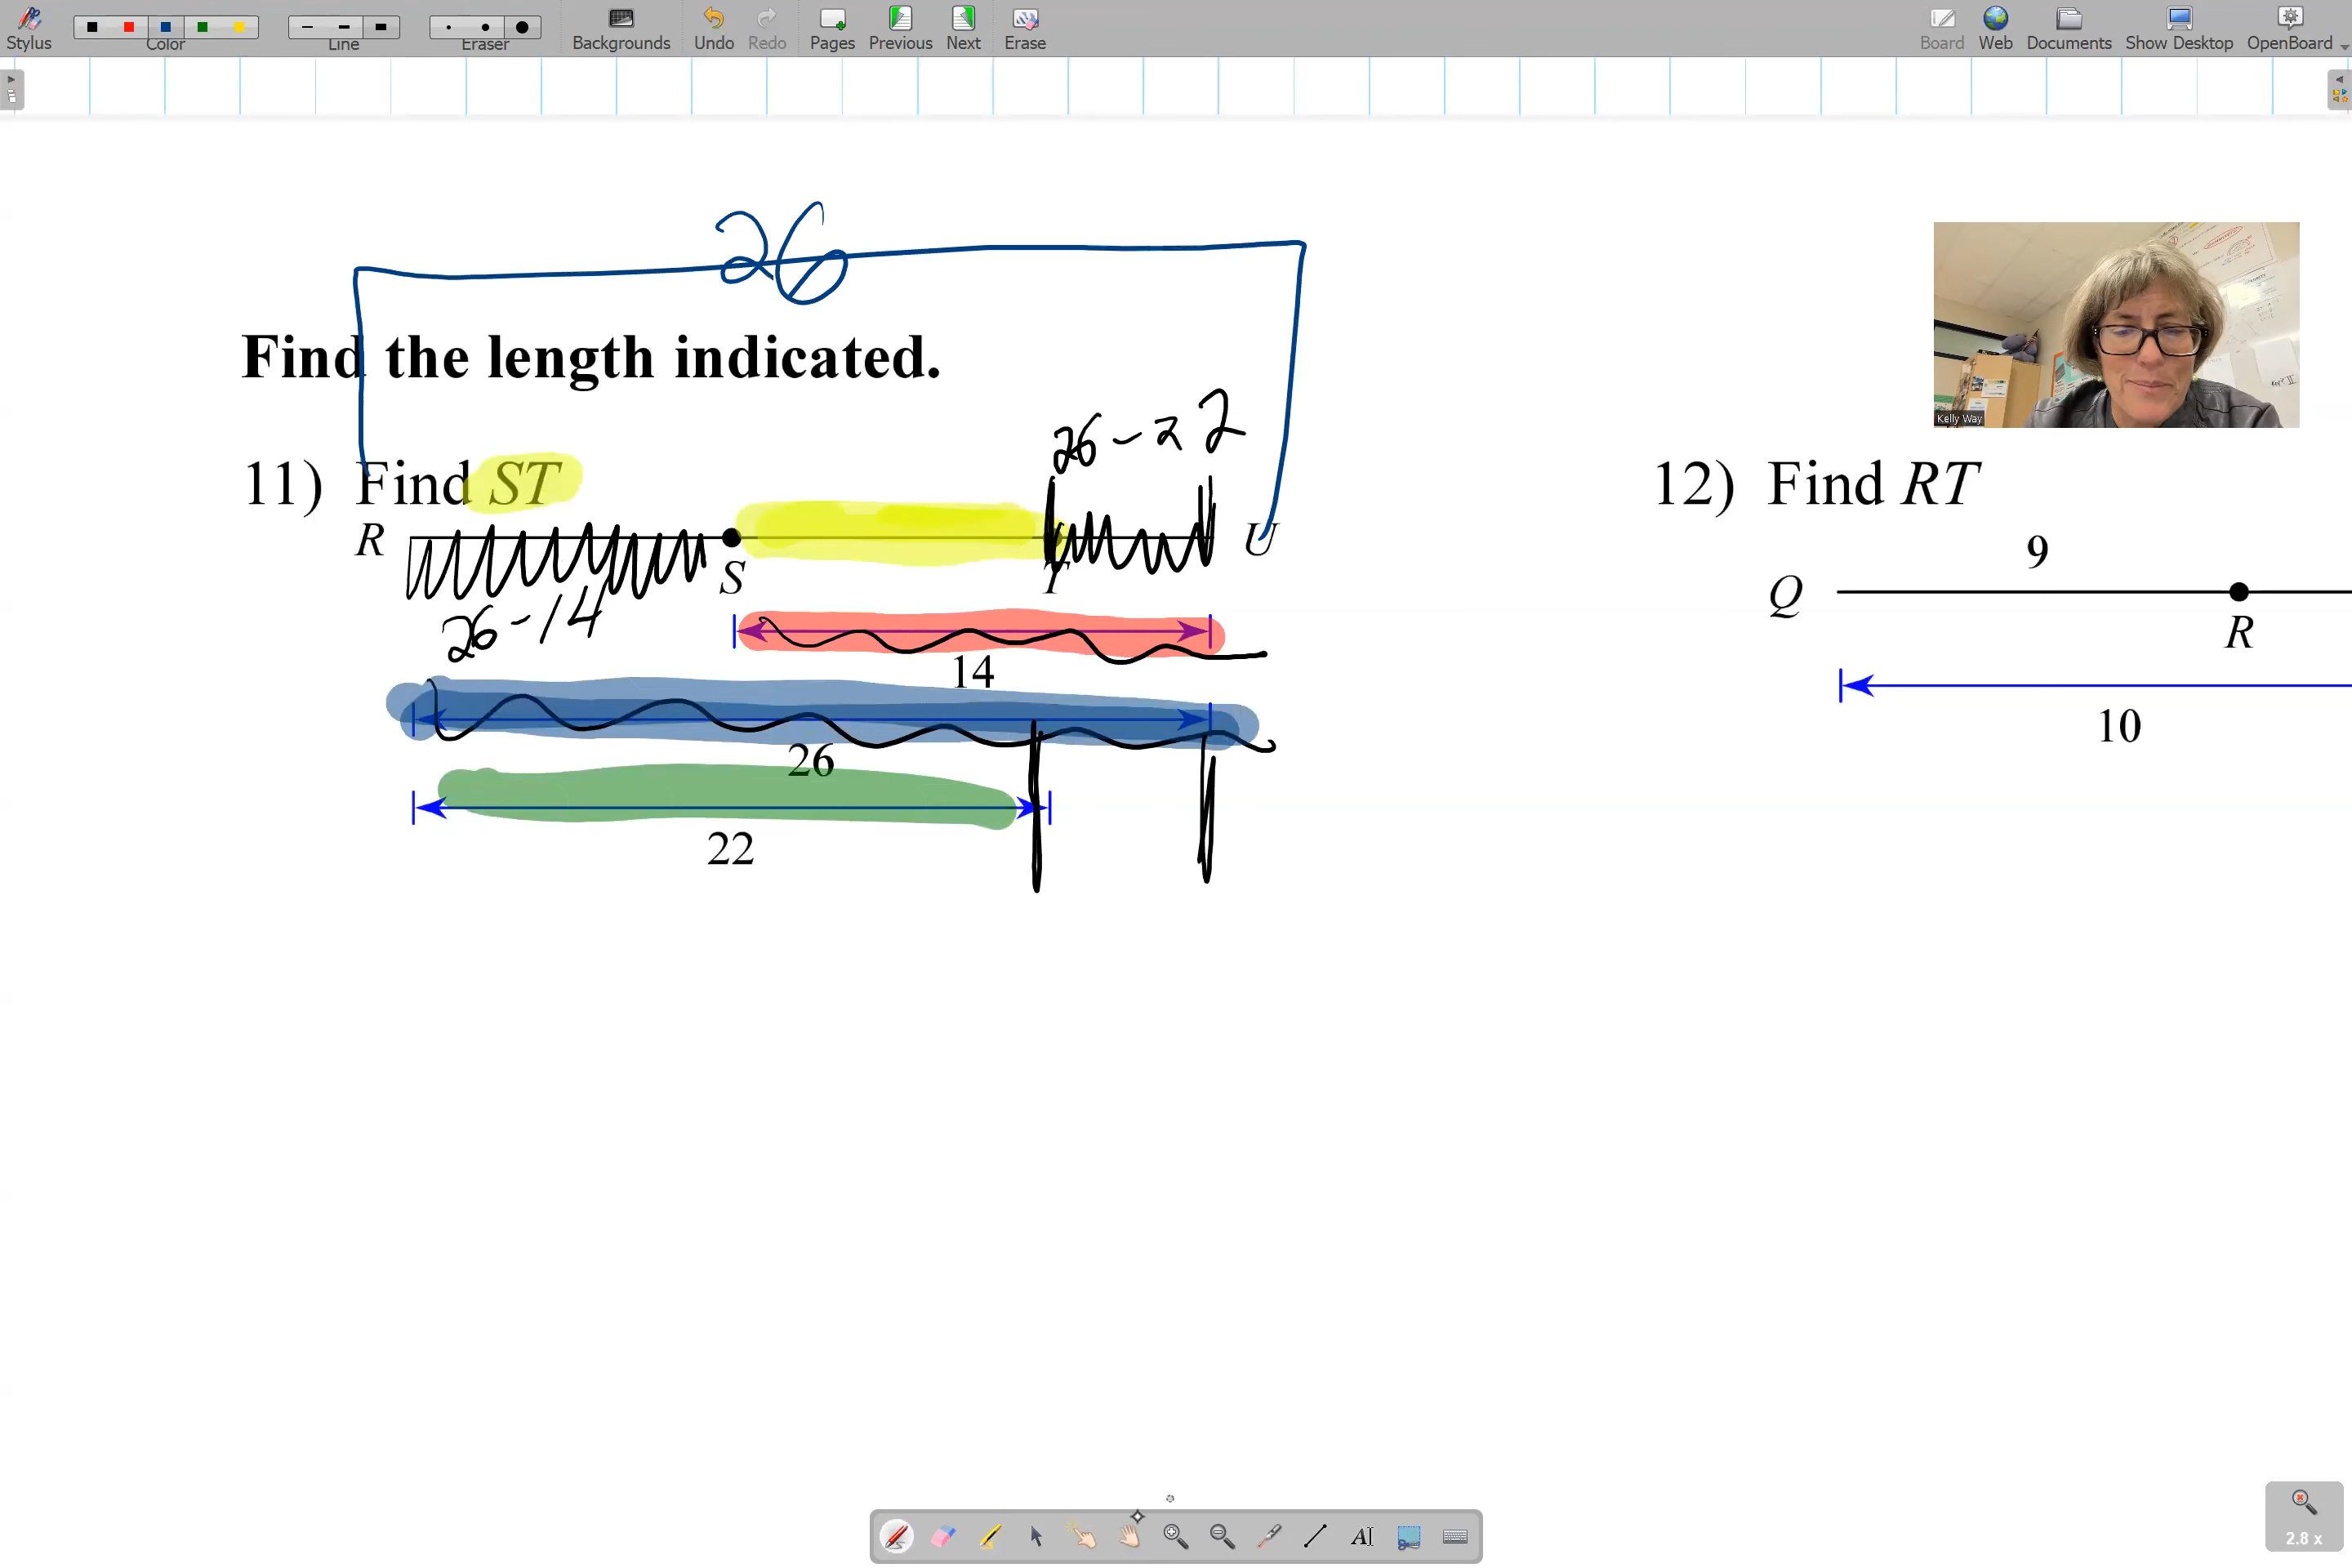 Stylus Color Line Eraser Backgrounds Undo Redo Pages Previous Next Erase Board Web Documents Show Desktop OpenBoard
26
Find the length indicated.
26-22
11) Find ST
12) Find RT
R S T U
26-14
14
26
22
9
Q R
10
Kelly Way
2.8 x